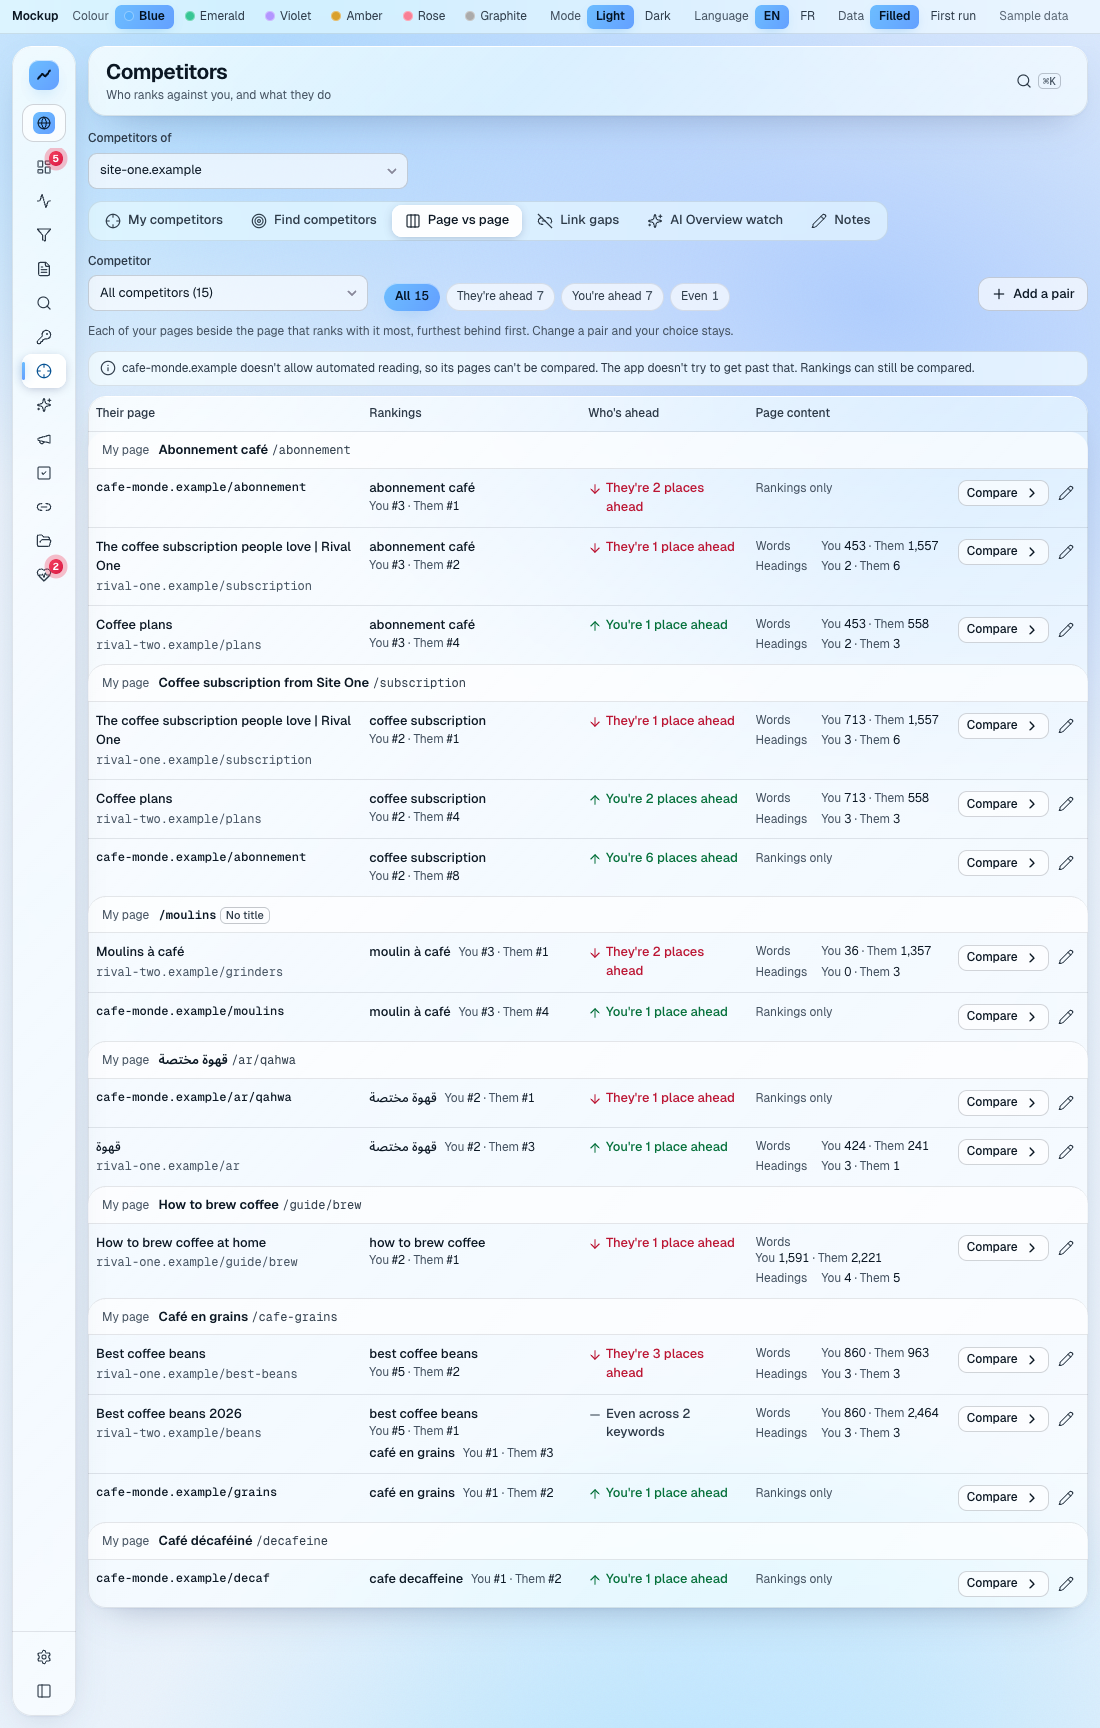 Mockup Colour Blue Emerald Violet Amber Rose Graphite Mode Light Dark Language EN FR Data Filled First run Sample data
Competitors
Who ranks against you, and what they do
⌘K
5
2
Competitors of
site-one.example
My competitors Find competitors Page vs page Link gaps AI Overview watch Notes
Competitor
All competitors (15)
All 15 They're ahead 7 You're ahead 7 Even 1
Add a pair
Each of your pages beside the page that ranks with it most, furthest behind first. Change a pair and your choice stays.
cafe-monde.example doesn't allow automated reading, so its pages can't be compared. The app doesn't try to get past that. Rankings can still be compared.
Their page Rankings Who's ahead Page content
My page Abonnement café /abonnement
cafe-monde.example/abonnement
abonnement café
You #3 · Them #1
They're 2 places
ahead
Rankings only
Compare
The coffee subscription people love | Rival
One
rival-one.example/subscription
abonnement café
You #3 · Them #2
They're 1 place ahead
Words You 453 · Them 1,557
Headings You 2 · Them 6
Compare
Coffee plans
rival-two.example/plans
abonnement café
You #3 · Them #4
You're 1 place ahead
Words You 453 · Them 558
Headings You 2 · Them 3
Compare
My page Coffee subscription from Site One /subscription
The coffee subscription people love | Rival
One
rival-one.example/subscription
coffee subscription
You #2 · Them #1
They're 1 place ahead
Words You 713 · Them 1,557
Headings You 3 · Them 6
Compare
Coffee plans
rival-two.example/plans
coffee subscription
You #2 · Them #4
You're 2 places ahead
Words You 713 · Them 558
Headings You 3 · Them 3
Compare
cafe-monde.example/abonnement
coffee subscription
You #2 · Them #8
You're 6 places ahead
Rankings only
Compare
My page /moulins No title
Moulins à café
rival-two.example/grinders
moulin à café You #3 · Them #1
They're 2 places
ahead
Words You 36 · Them 1,357
Headings You 0 · Them 3
Compare
cafe-monde.example/moulins
moulin à café You #3 · Them #4
You're 1 place ahead
Rankings only
Compare
My page قهوة مختصة /ar/qahwa
cafe-monde.example/ar/qahwa
قهوة مختصة You #2 · Them #1
They're 1 place ahead
Rankings only
Compare
قهوة
rival-one.example/ar
قهوة مختصة You #2 · Them #3
You're 1 place ahead
Words You 424 · Them 241
Headings You 3 · Them 1
Compare
My page How to brew coffee /guide/brew
How to brew coffee at home
rival-one.example/guide/brew
how to brew coffee
You #2 · Them #1
They're 1 place ahead
Words
You 1,591 · Them 2,221
Headings You 4 · Them 5
Compare
My page Café en grains /cafe-grains
Best coffee beans
rival-one.example/best-beans
best coffee beans
You #5 · Them #2
They're 3 places
ahead
Words You 860 · Them 963
Headings You 3 · Them 3
Compare
Best coffee beans 2026
rival-two.example/beans
best coffee beans
You #5 · Them #1
café en grains You #1 · Them #3
Even across 2
keywords
Words You 860 · Them 2,464
Headings You 3 · Them 3
Compare
cafe-monde.example/grains
café en grains You #1 · Them #2
You're 1 place ahead
Rankings only
Compare
My page Café décaféiné /decafeine
cafe-monde.example/decaf
cafe decaffeine You #1 · Them #2
You're 1 place ahead
Rankings only
Compare